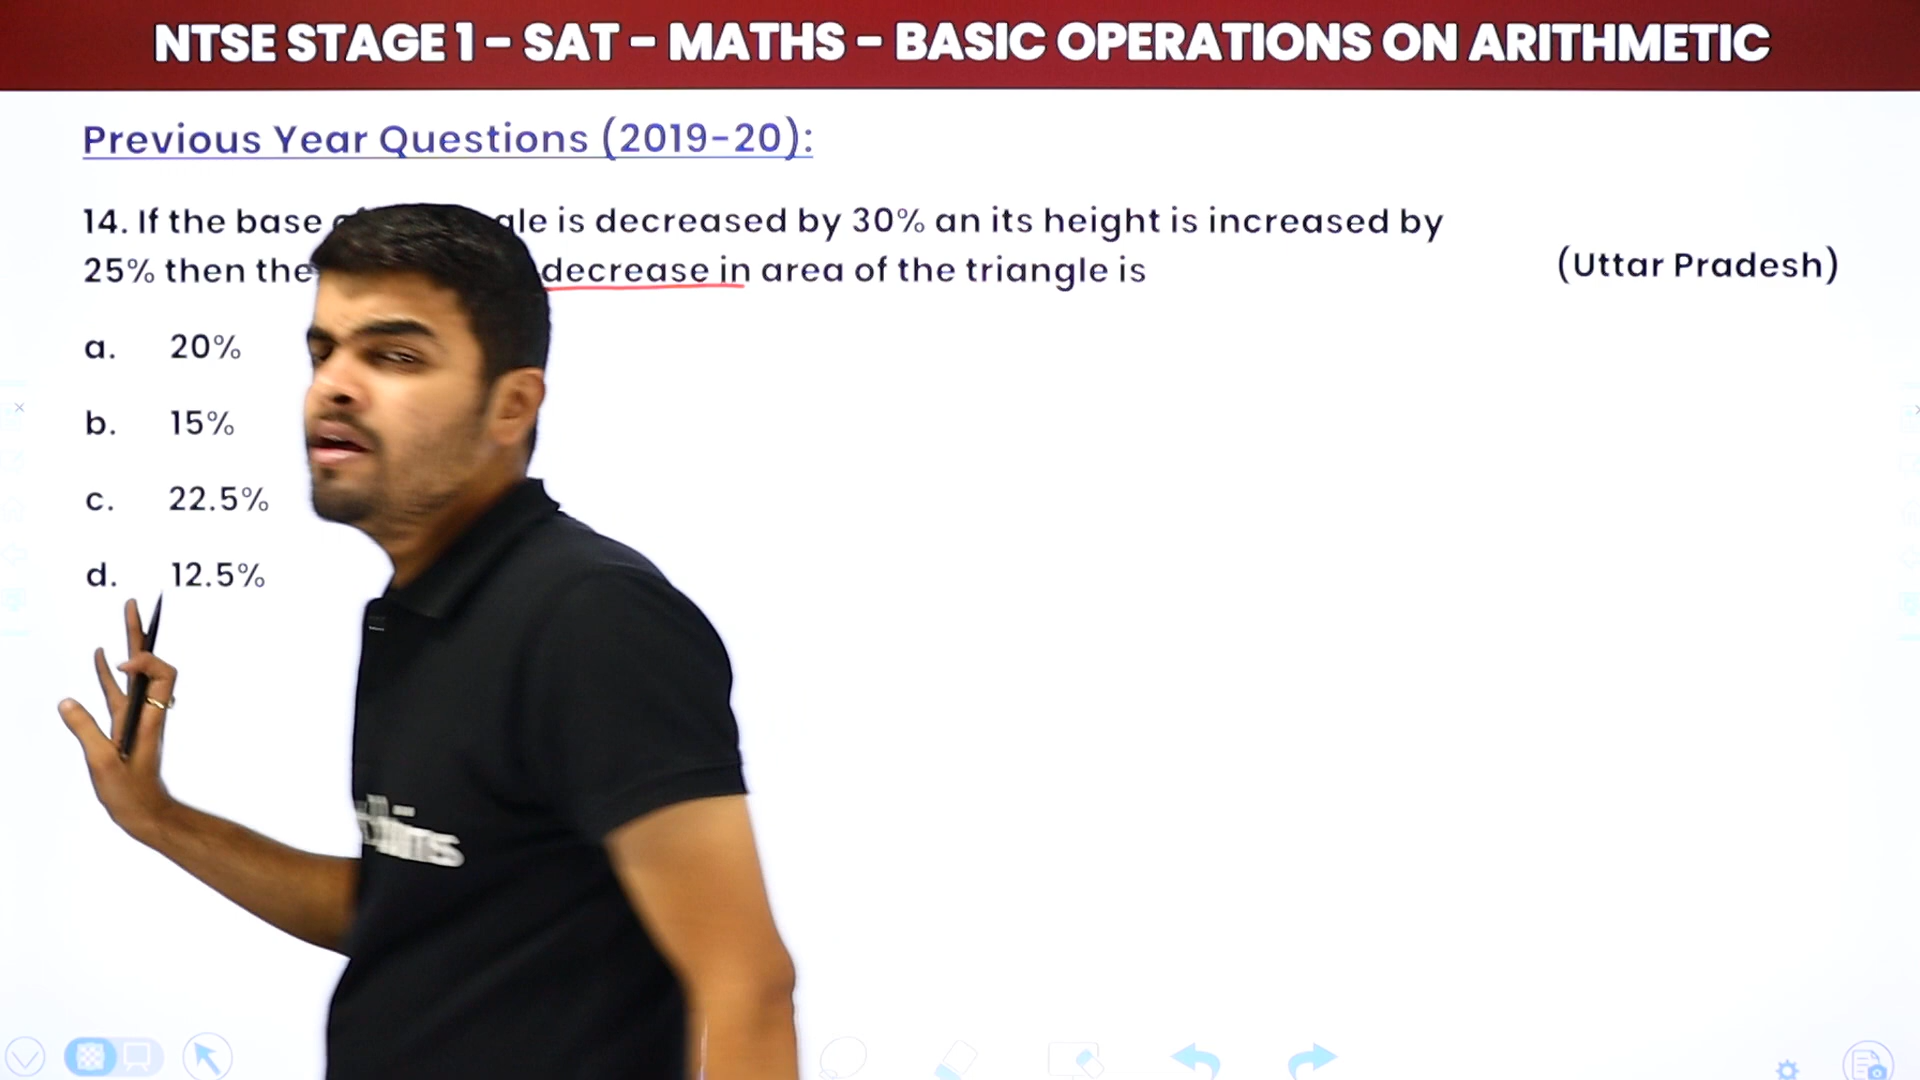 NTSE STAGE 1 - SAT - MATHS - BASIC OPERATIONS ON ARITHMETIC
Previous Year Questions (2019-20):
14. If the base gle is decreased by 30% an its height is increased by
25% then the decrease in area of the triangle is
(Uttar Pradesh)
a. 20%
b. 15%
c. 22.5%
d. 12.5%